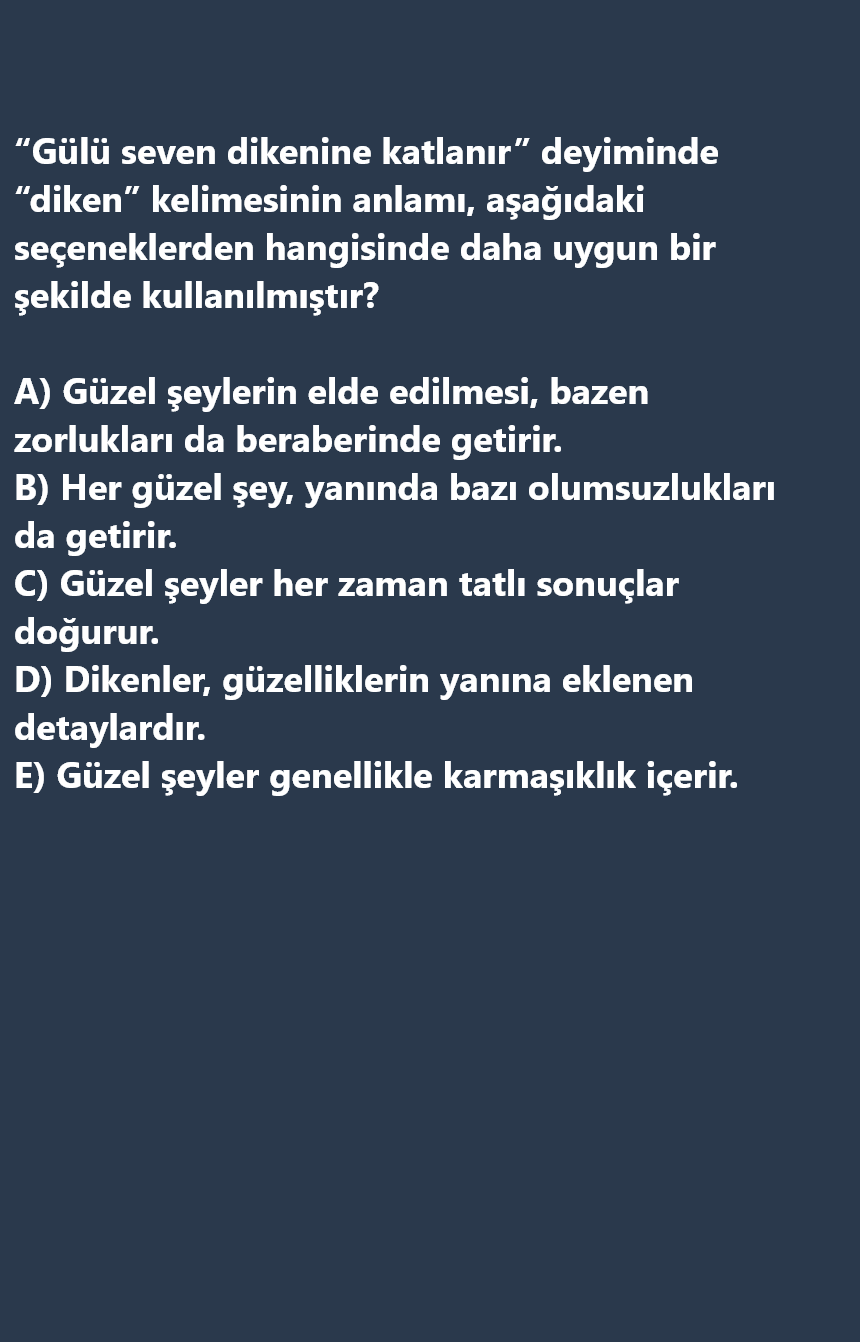 “Gülü seven dikenine katlanır” deyiminde
“diken” kelimesinin anlamı, aşağıdaki
seçeneklerden hangisinde daha uygun bir
şekilde kullanılmıştır?
A) Güzel şeylerin elde edilmesi, bazen
zorlukları da beraberinde getirir.
B) Her güzel şey, yanında bazı olumsuzlukları
da getirir.
C) Güzel şeyler her zaman tatlı sonuçlar
doğurur.
D) Dikenler, güzelliklerin yanına eklenen
detaylardır.
E) Güzel şeyler genellikle karmaşıklık içerir.